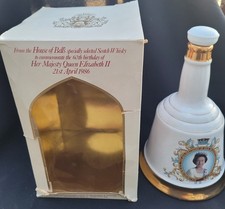 From the House of Bell's specially selected Scotch Whisky
to commemorate the 60th birthday of
Her Majesty Queen Elizabeth II
21st April 1986